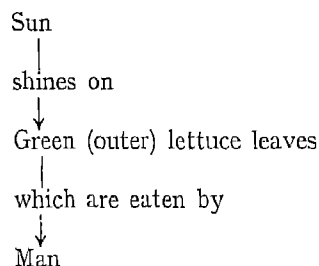 Sun
shines on
Green (outer) lettuce leaves
which are eaten by
Man